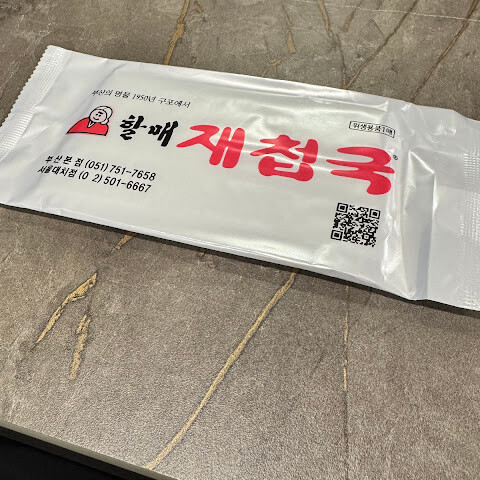 부산의 명물 1950년 구포에서
할매 재첩국®
위생용품 1매
부산본점 (051) 751-7658
서울대치점 (0 2) 501-6667